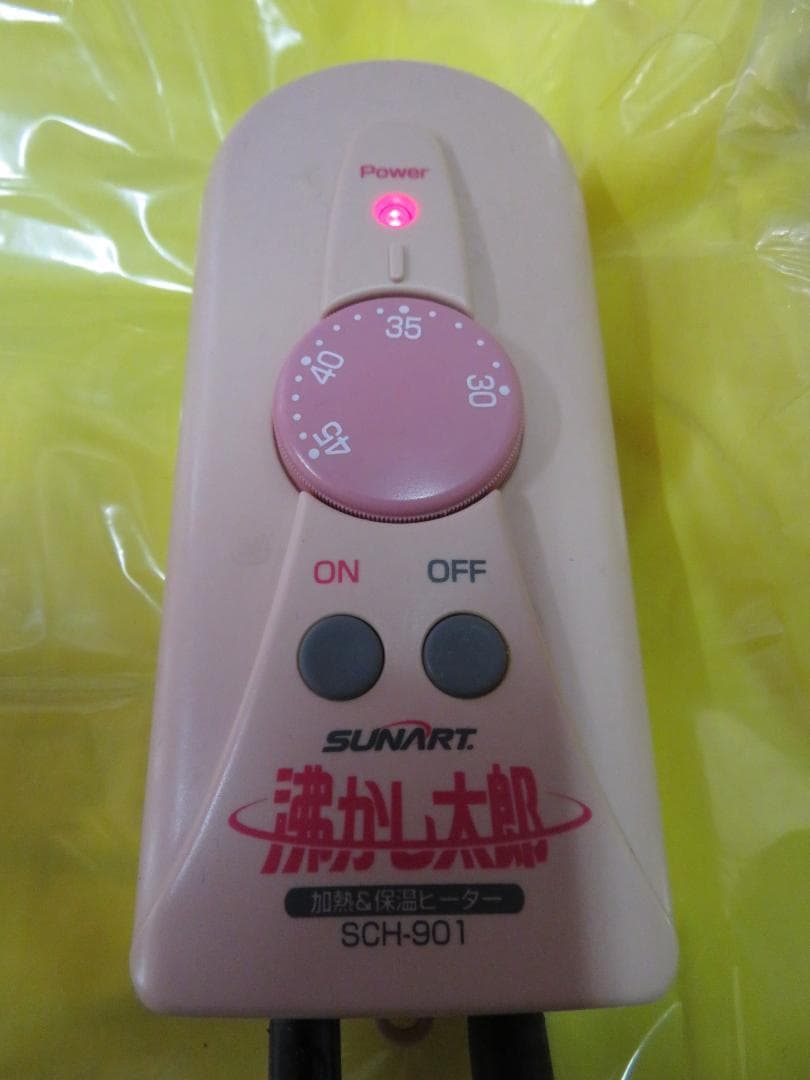 Power
35
40
30
45
ON OFF
SUNART.
沸かし太郎
加熱&保温ヒーター
SCH-901